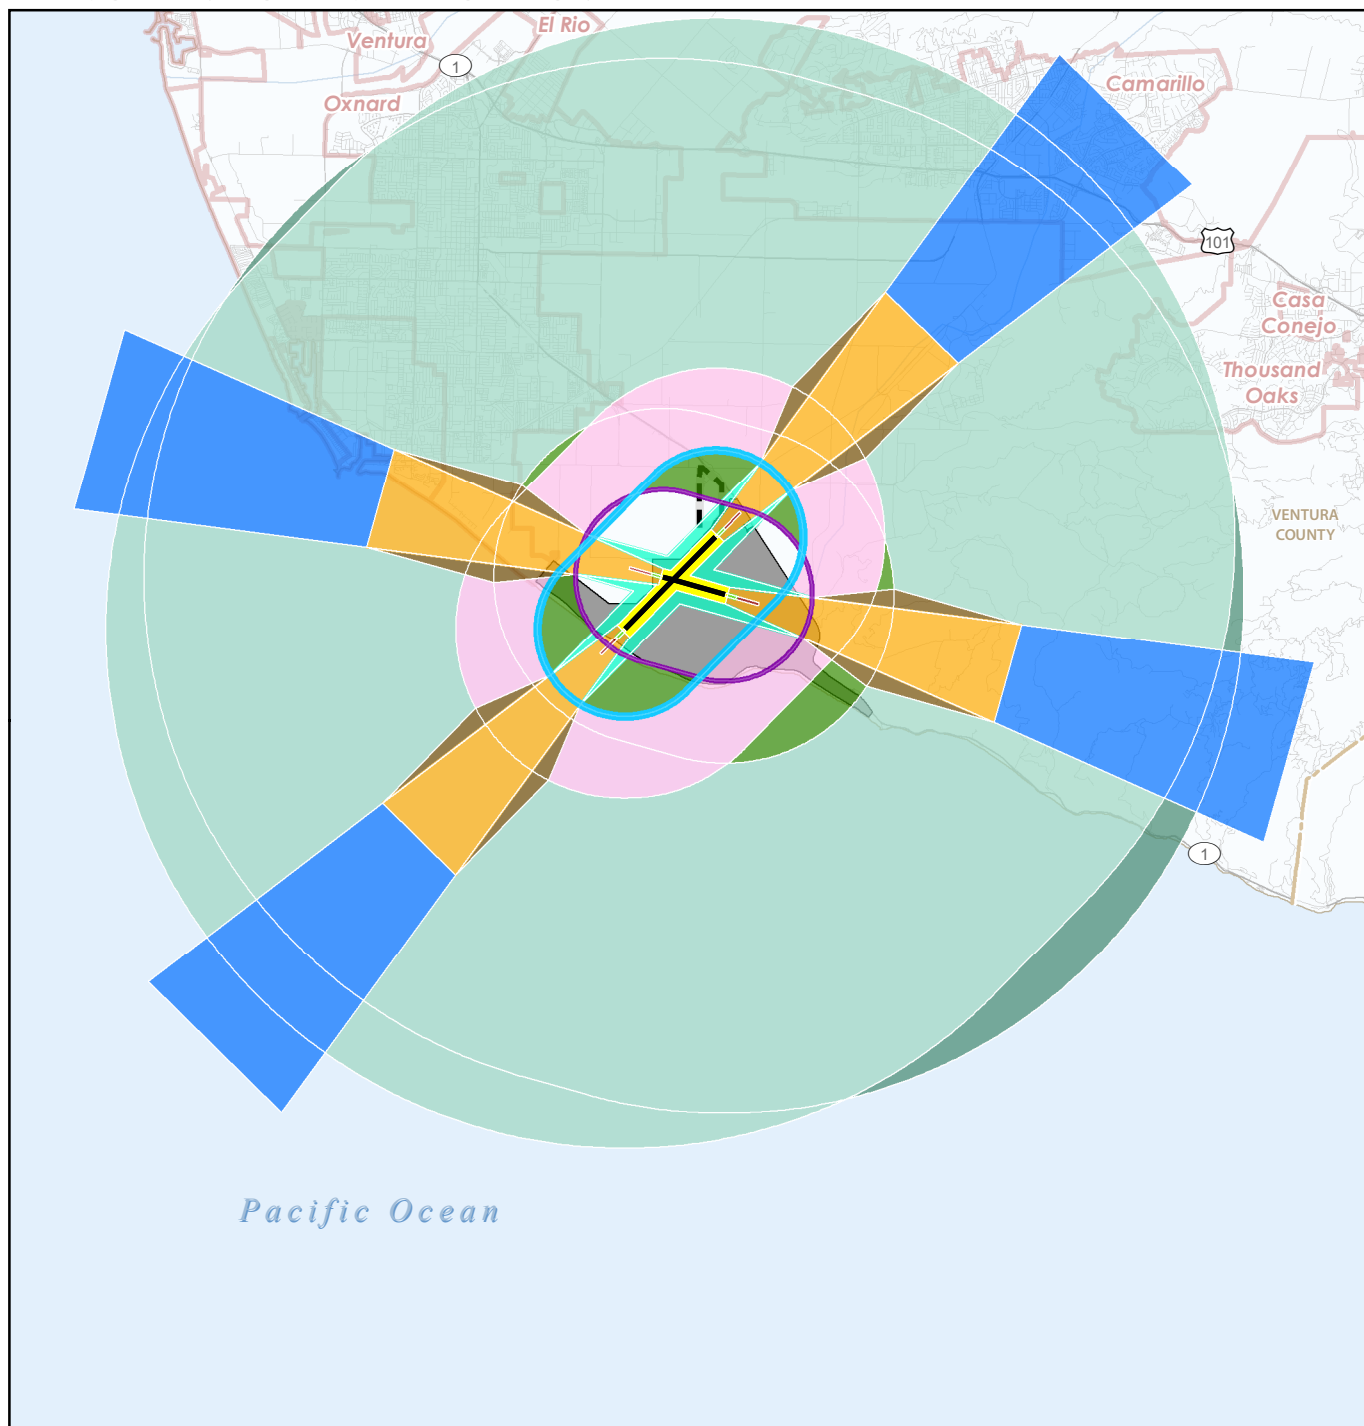 El Rio
Ventura
1
Camarillo
Oxnard
101
Casa
Conejo
Thousand
Oaks
VENTURA
COUNTY
1
Pacific Ocean